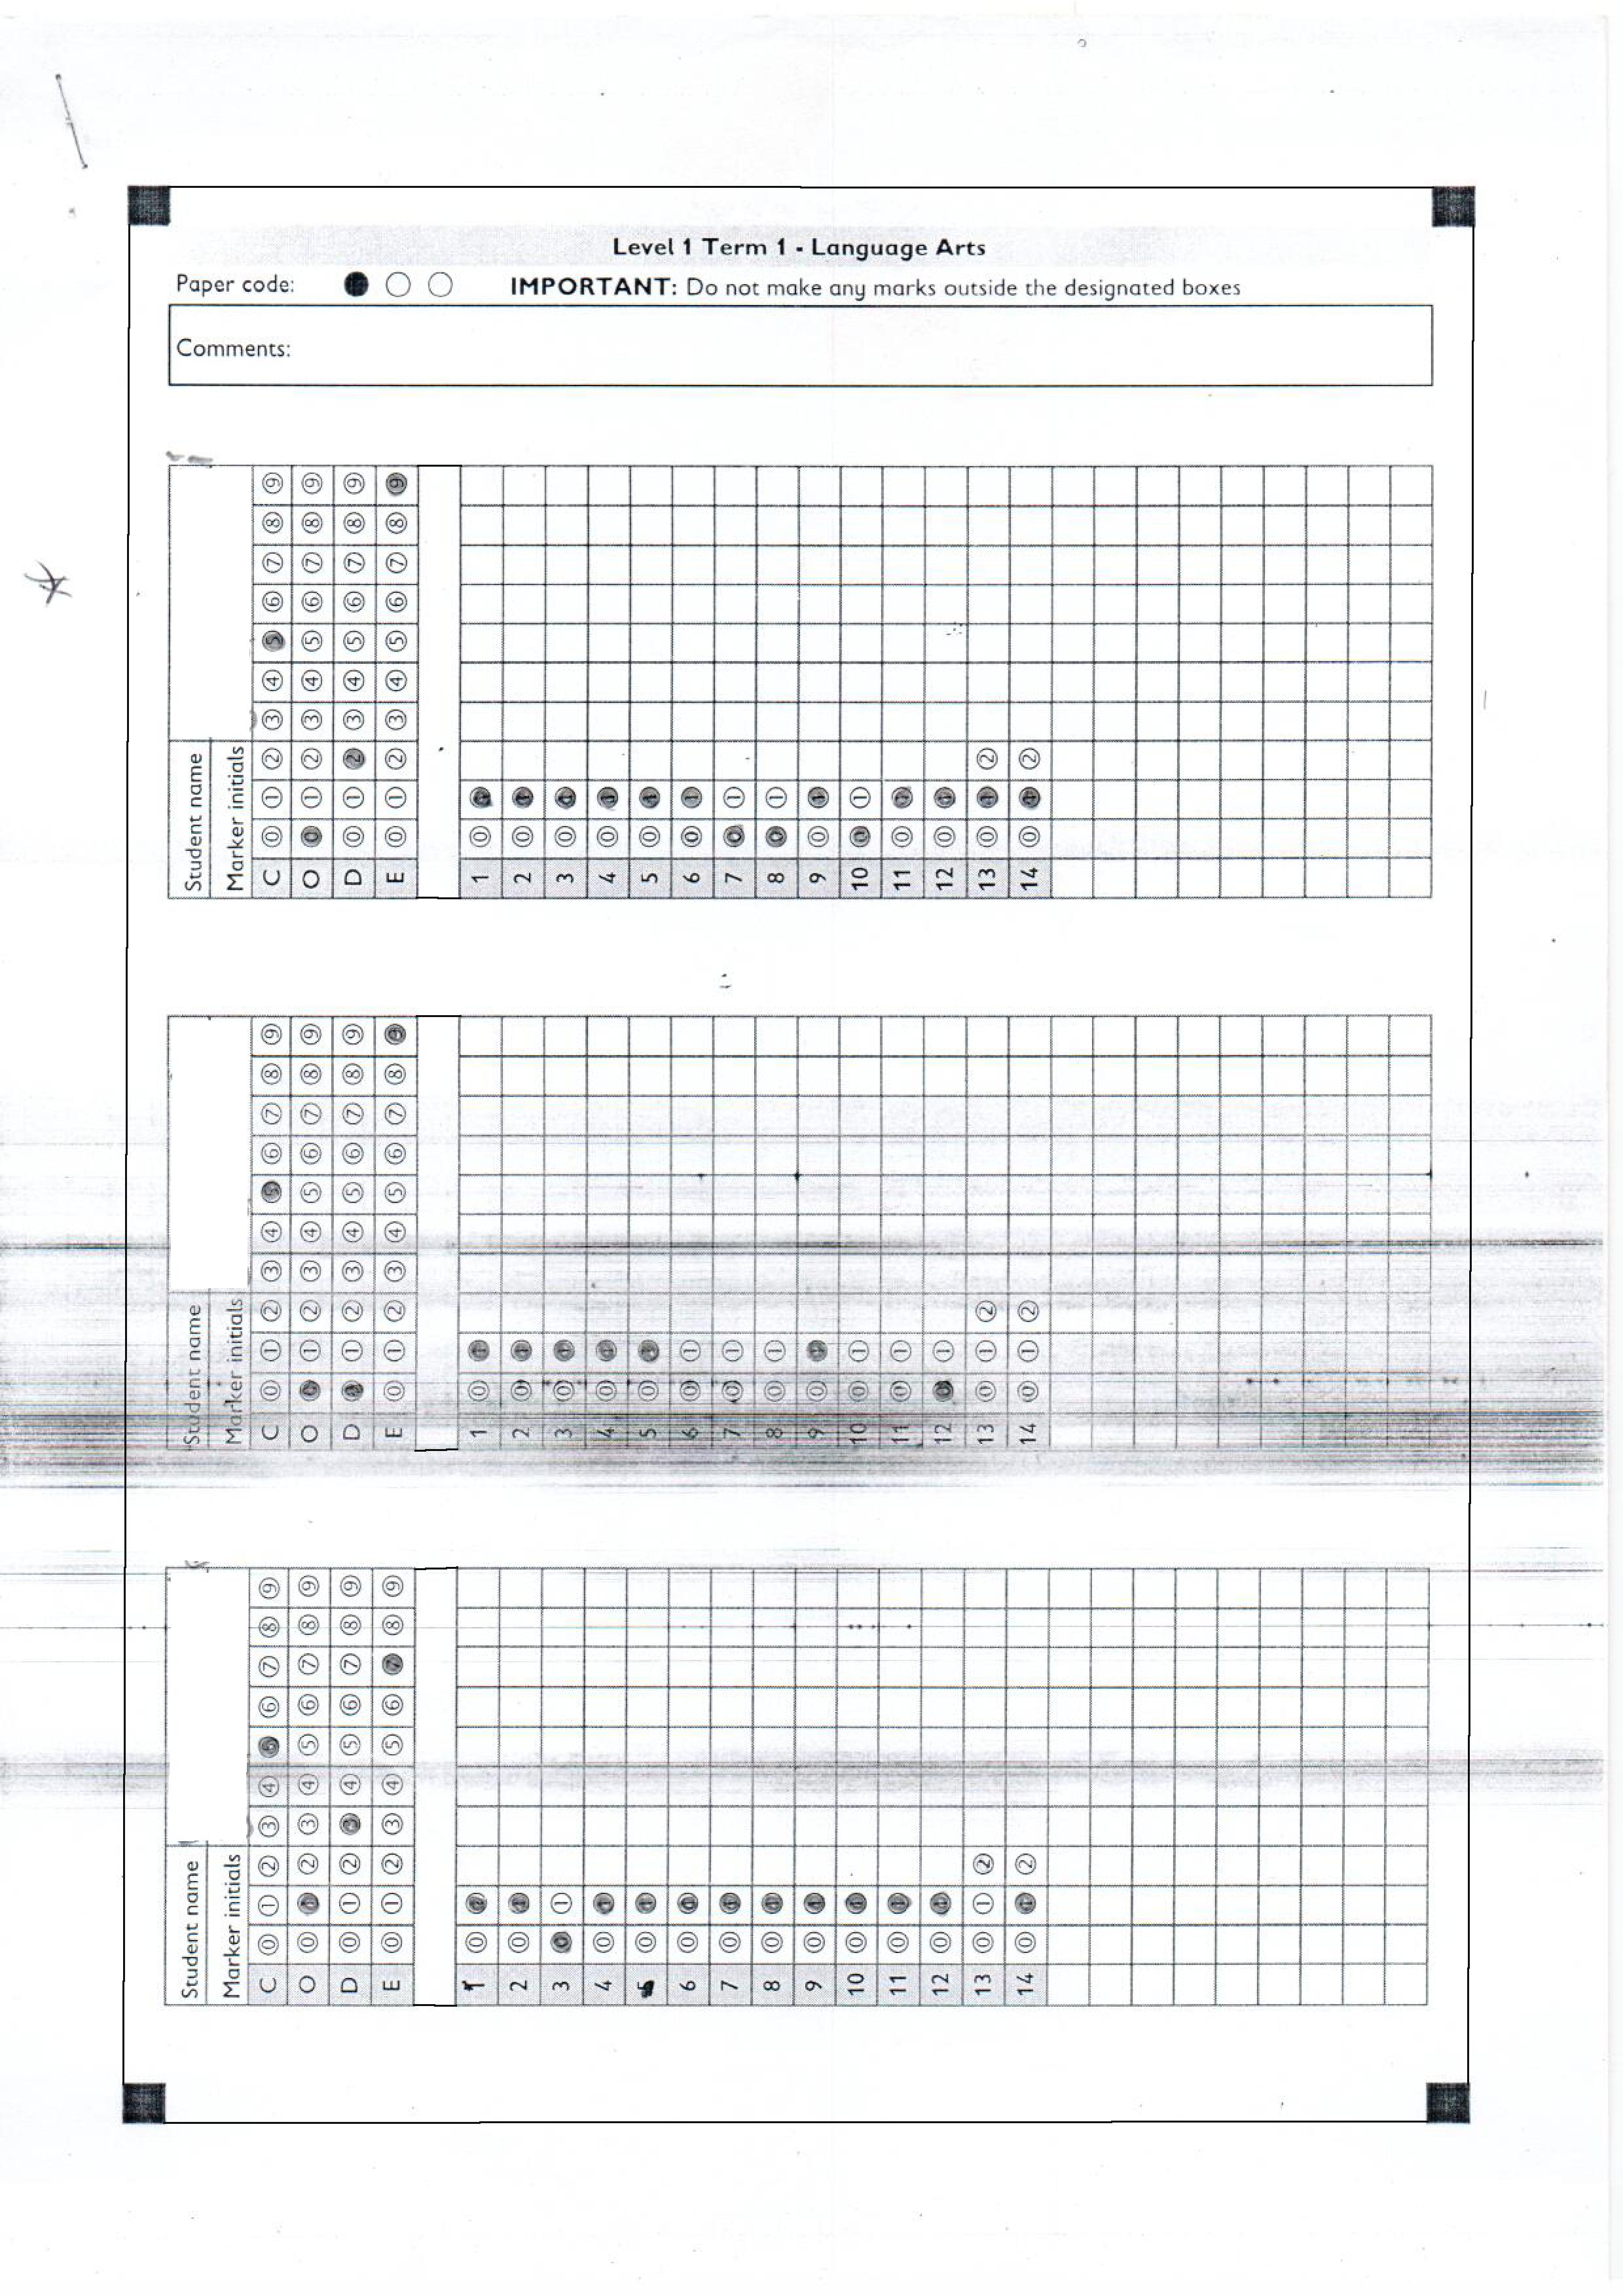 Level 1 Term 1 - Language Arts
Paper code:
IMPORTANT: Do not make any marks outside the designated boxes
Comments:
Student name
Marker initials
C 0 1 2 3 4 5 6 7 8 9
O 0 1 2 3 4 5 6 7 8 9
D 0 1 2 3 4 5 6 7 8 9
E 0 1 2 3 4 5 6 7 8 9
1 0 1
2 0 1
3 0 1
4 0 1
5 0 1
6 0 1
7 0 1
8 0 1
9 0 1
10 0 1
11 0 1
12 0 1
13 0 1 2
14 0 1 2
Student name
Marker initials
C 0 1 2 3 4 5 6 7 8 9
O 0 1 2 3 4 5 6 7 8 9
D 0 1 2 3 4 5 6 7 8 9
E 0 1 2 3 4 5 6 7 8 9
1 0 1
2 0 1
3 0 1
4 0 1
5 0 1
6 0 1
7 0 1
8 0 1
9 0 1
10 0 1
11 0 1
12 0 1
13 0 1 2
14 0 1 2
Student name
Marker initials
C 0 1 2 3 4 5 6 7 8 9
O 0 1 2 3 4 5 6 7 8 9
D 0 1 2 3 4 5 6 7 8 9
E 0 1 2 3 4 5 6 7 8 9
1 0 1
2 0 1
3 0 1
4 0 1
5 0 1
6 0 1
7 0 1
8 0 1
9 0 1
10 0 1
11 0 1
12 0 1
13 0 1 2
14 0 1 2